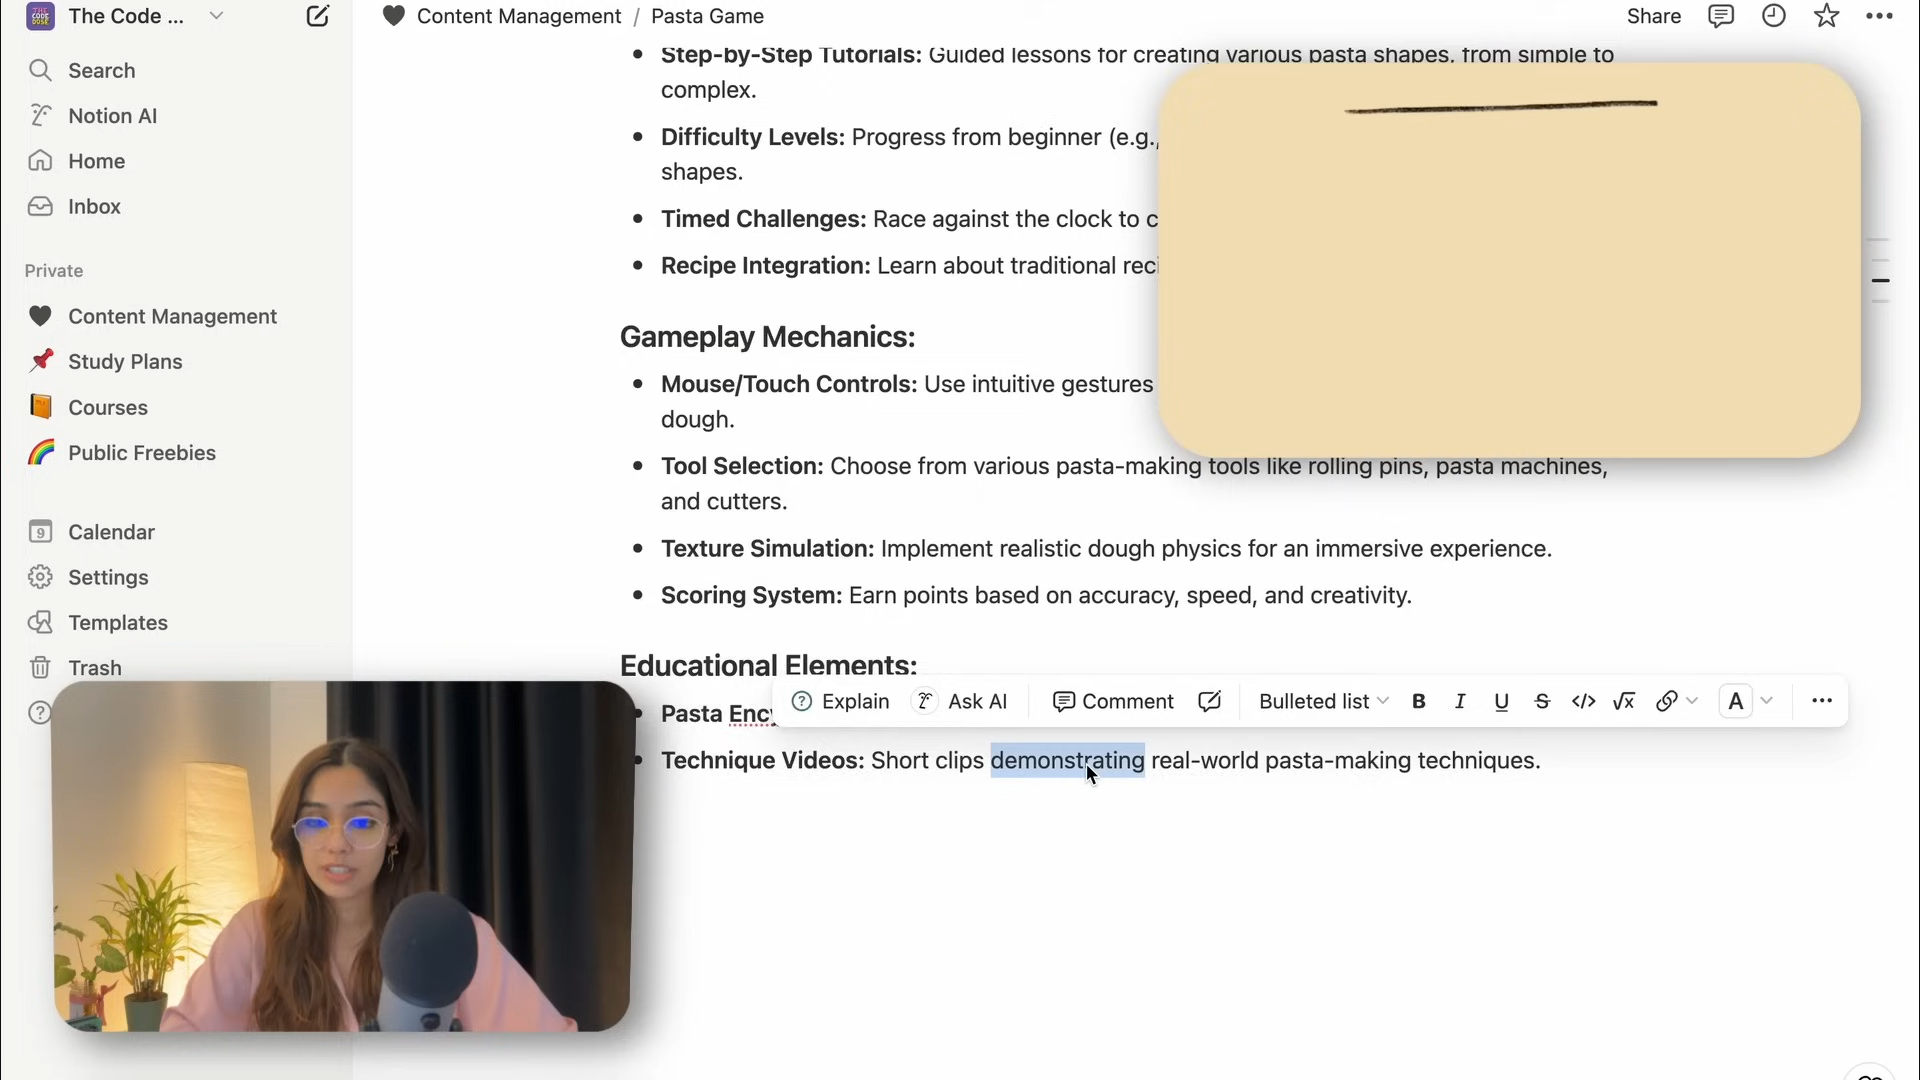 The Code ...
Search
Notion AI
Home
Inbox
Private
Content Management
Study Plans
Courses
Public Freebies
Calendar
Settings
Templates
Trash
Content Management / Pasta Game
Share
Step-by-Step Tutorials: Guided lessons for creating various pasta shapes, from simple to
complex.
Difficulty Levels: Progress from beginner (e.g.,
shapes.
Timed Challenges: Race against the clock to c
Recipe Integration: Learn about traditional reci
Gameplay Mechanics:
Mouse/Touch Controls: Use intuitive gestures
dough.
Tool Selection: Choose from various pasta-making tools like rolling pins, pasta machines,
and cutters.
Texture Simulation: Implement realistic dough physics for an immersive experience.
Scoring System: Earn points based on accuracy, speed, and creativity.
Educational Elements:
Explain Ask AI Comment Bulleted list B I U S </> √x A
Pasta Ency
Technique Videos: Short clips demonstrating real-world pasta-making techniques.